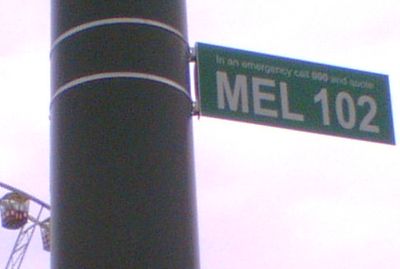 In an emergency call 000 and quote
MEL 102